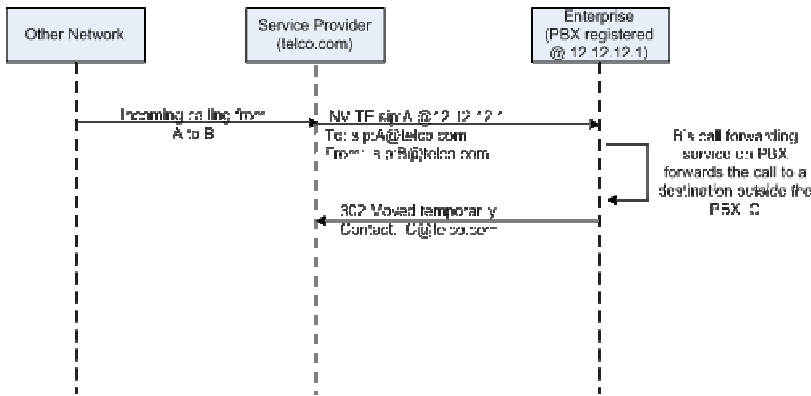 Other Network
Service Provider
(telco.com)
Enterprise
(PBX registered
@ 12.12.12.1)
Incoming calling from
A to B
sip:A @12.12.12.1
To: sip:A@telco.com
From: sip:B@telco.com
B's call forwarding
service on PBX
forwards the call to a
destination outside the
PBX C
302 Moved temporarily
Contact: C@telco.com